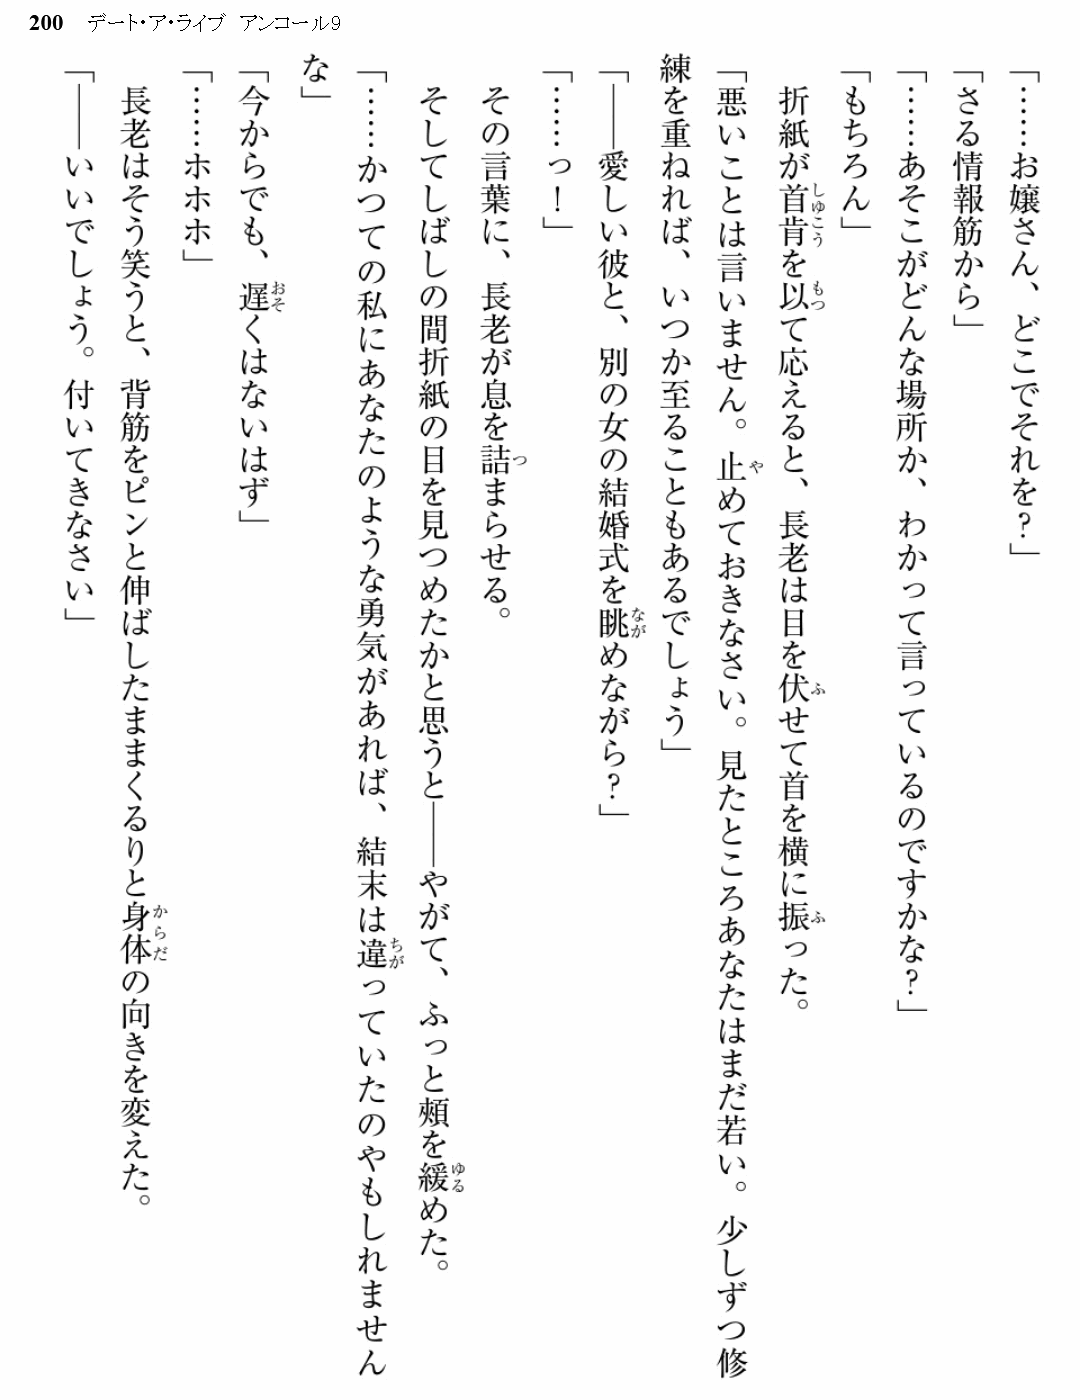 200 デート・ア・ライブ アンコール9
「……お嬢さん、どこでそれを？」
「さる情報筋から」
「……あそこがどんな場所か、わかって言っているのですかな？」
「もちろん」
折紙が首肯を以て応えると、長老は目を伏せて首を横に振った。
「悪いことは言いません。止めておきなさい。見たところあなたはまだ若い。少しずつ修
練を重ねれば、いつか至ることもあるでしょう」
「――愛しい彼と、別の女の結婚式を眺めながら？」
「……っ！」
その言葉に、長老が息を詰まらせる。
そしてしばしの間折紙の目を見つめたかと思うと――やがて、ふっと頰を緩めた。
「……かつての私にあなたのような勇気があれば、結末は違っていたのやもしれません
な」
「今からでも、遅くはないはず」
「……ホホホ」
長老はそう笑うと、背筋をピンと伸ばしたままくるりと身体の向きを変えた。
「――いいでしょう。付いてきなさい」